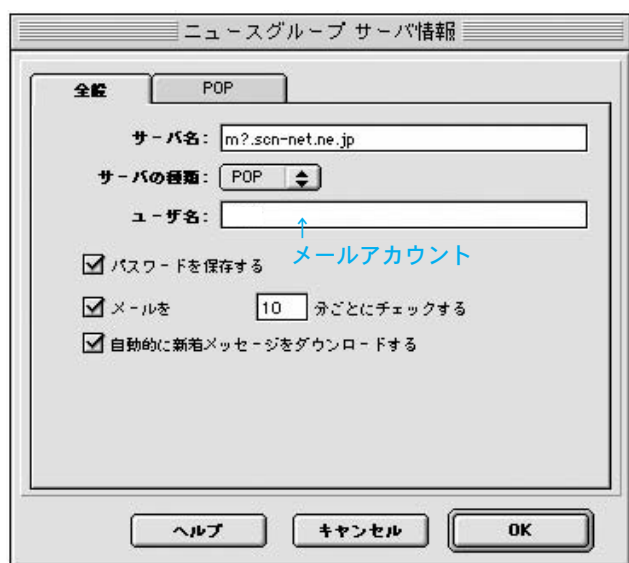 ニュースグループ サーバ情報
全般 POP
サーバ名: m?.scn-net.ne.jp
サーバの種類: POP
ユーザ名:
↑
メールアカウント
パスワードを保存する
メールを 10 分ごとにチェックする
自動的に新着メッセージをダウンロードする
ヘルプ キャンセル OK